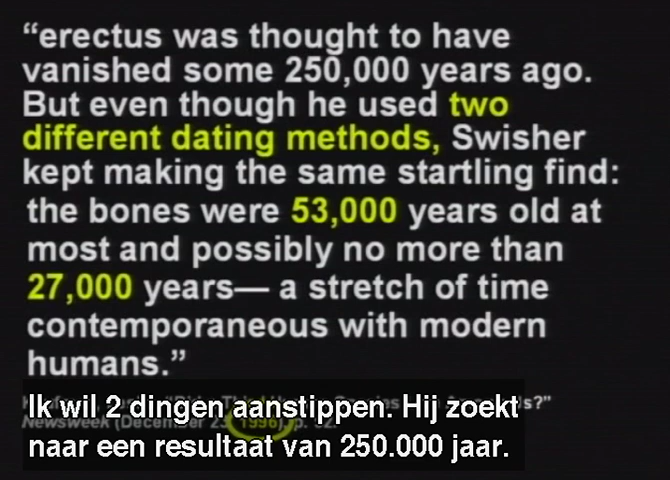 “erectus was thought to have
vanished some 250,000 years ago.
But even though he used two
different dating methods, Swisher
kept making the same startling find:
the bones were 53,000 years old at
most and possibly no more than
27,000 years— a stretch of time
contemporaneous with modern
humans.”
s?”
Newsweek (December 23, 1996), p.
Ik wil 2 dingen aanstippen. Hij zoekt
naar een resultaat van 250.000 jaar.